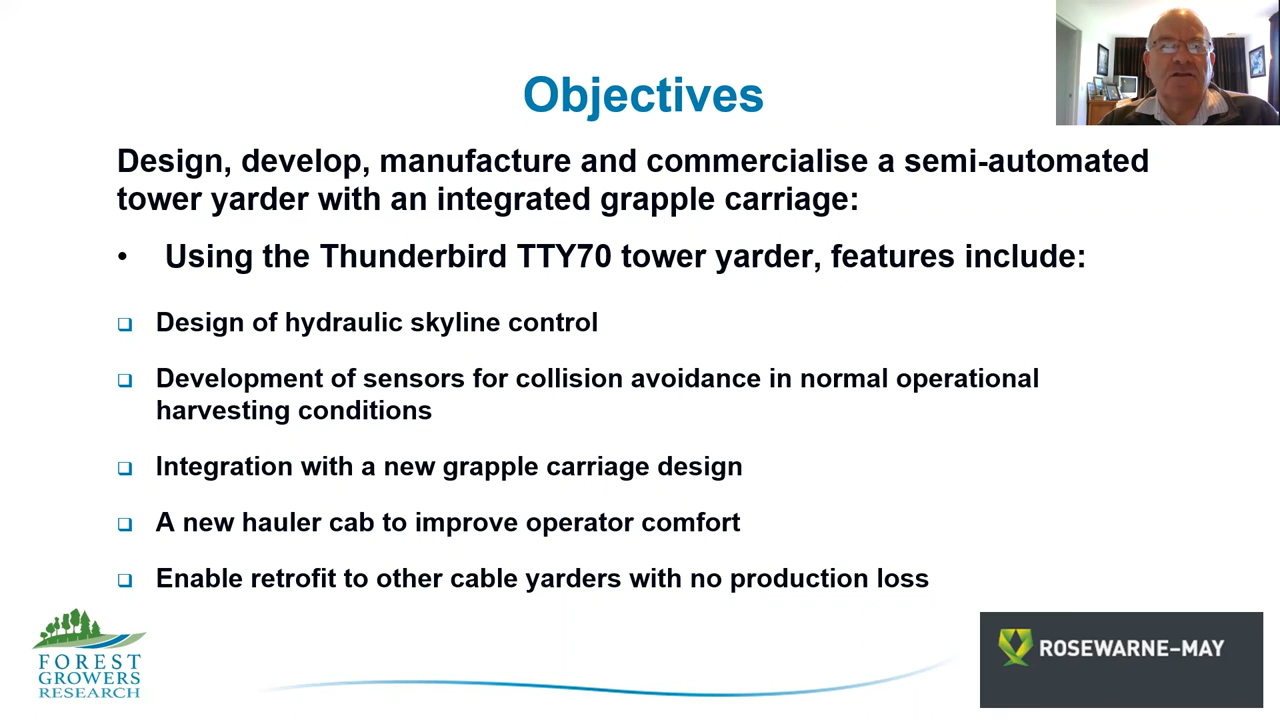 Objectives
Design, develop, manufacture and commercialise a semi-automated
tower yarder with an integrated grapple carriage:
• Using the Thunderbird TTY70 tower yarder, features include:
❑ Design of hydraulic skyline control
❑ Development of sensors for collision avoidance in normal operational
harvesting conditions
❑ Integration with a new grapple carriage design
❑ A new hauler cab to improve operator comfort
❑ Enable retrofit to other cable yarders with no production loss
FOREST
GROWERS
RESEARCH
ROSEWARNE–MAY